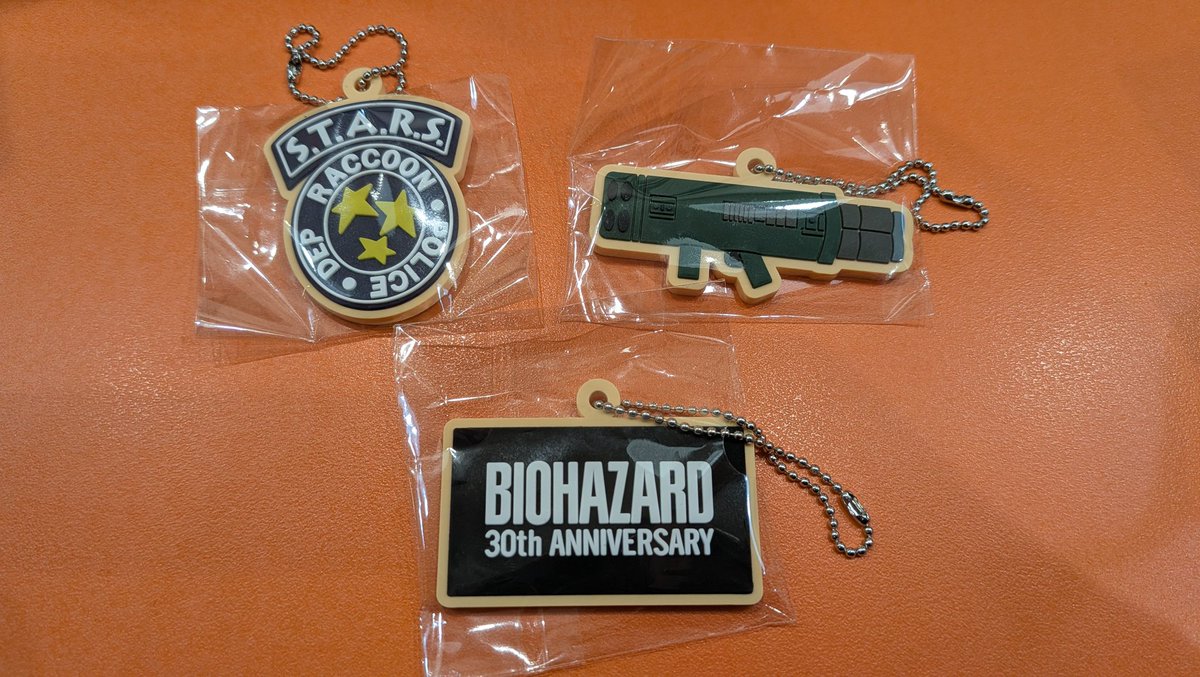 S.T.A.R.S.
RACCOON POLICE DEP
BIOHAZARD
30th ANNIVERSARY